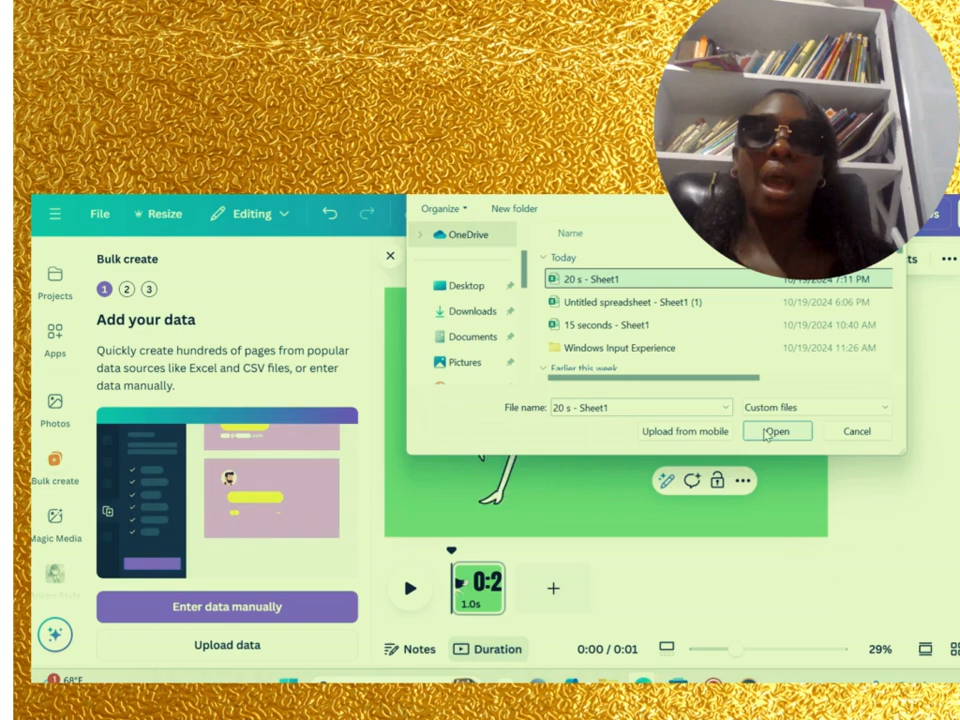 Organize
New folder
File
Resize
Editing
OneDrive
Name
Bulk create
Today
1 2 3
20 s - Sheet1
10/19/2024 7:11 PM
Projects
Desktop
Untitled spreadsheet - Sheet1 (1)
10/19/2024 6:06 PM
Add your data
Downloads
15 seconds - Sheet1
10/19/2024 10:40 AM
Documents
Windows Input Experience
10/19/2024 11:26 AM
Apps
Quickly create hundreds of pages from popular
data sources like Excel and CSV files, or enter
data manually.
Pictures
Earlier this week
File name:
20 s - Sheet1
Custom files
Photos
Upload from mobile
Open
Cancel
Bulk create
Magic Media
0:2
1.0s
Enter data manually
Upload data
Notes
Duration
0:00 / 0:01
29%
1
68°F